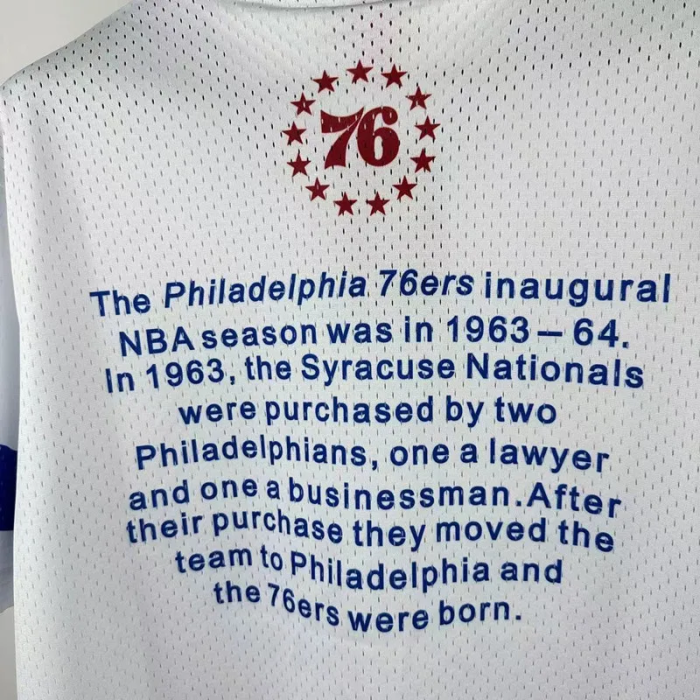 76
The Philadelphia 76ers inaugural
NBA season was in 1963 – 64.
In 1963, the Syracuse Nationals
were purchased by two
Philadelphians, one a lawyer
and one a businessman. After
their purchase they moved the
team to Philadelphia and
the 76ers were born.